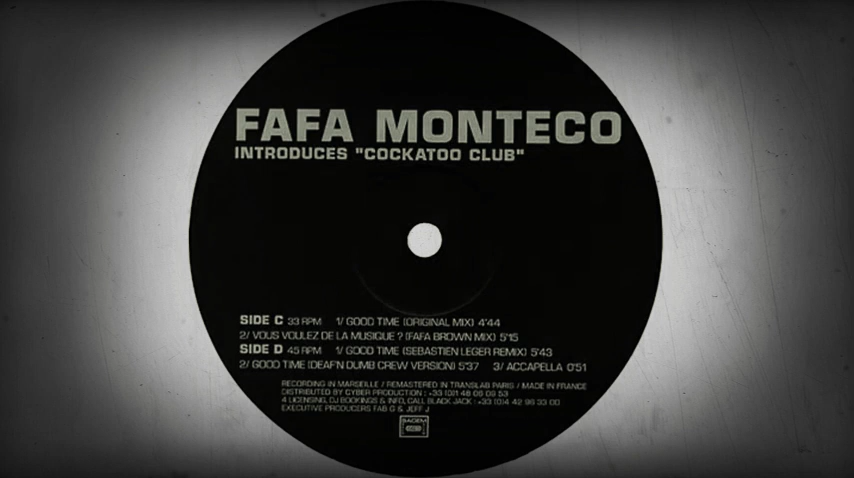 FAFA MONTECO
INTRODUCES "COCKATOO CLUB"
SIDE C 33 RPM 1/ GOOD TIME (ORIGINAL MIX) 4'44
2/ VOUS VOULEZ DE LA MUSIQUE ? (FAFA BROWN MIX) 5'15
SIDE D 45 RPM 1/ GOOD TIME (SEBASTIEN LEGER REMIX) 5'43
2/ GOOD TIME (DEAF'N DUMB CREW VERSION) 5'37 3/ ACCAPELLA 0'51
RECORDING IN MARSEILLE / REMASTERED IN TRANSLAB PARIS / MADE IN FRANCE
DISTRIBUTED BY CYBER PRODUCTION : +33 (0)1 48 06 09 53
4 LICENSING, DJ BOOKINGS & INFO, CALL BLACK JACK : +33 (0)4 42 96 33 00
EXECUTIVE PRODUCERS FAB G & JEFF J
SACEM